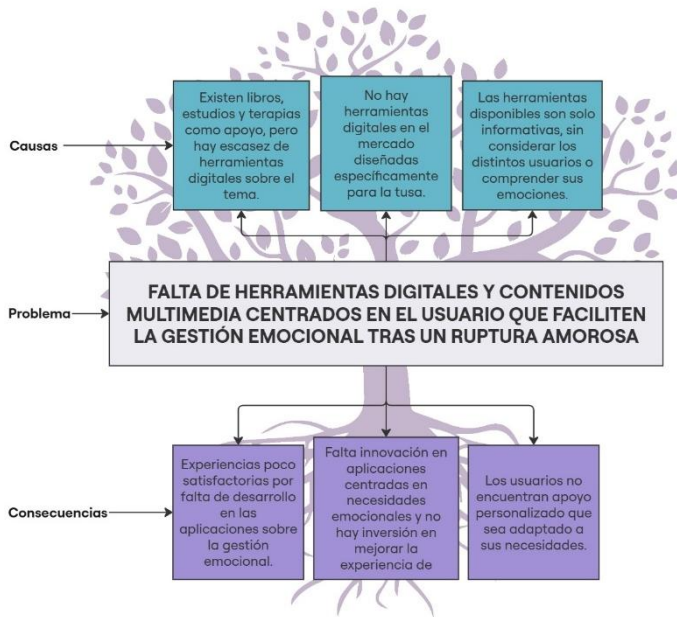 Causas
Existen libros,
estudios y terapias
como apoyo, pero
hay escasez de
herramientas
digitales sobre el
tema.
No hay
herramientas
digitales en el
mercado
diseñadas
específicamente
para la tusa.
Las herramientas
disponibles son solo
informativas, sin
considerar los
distintos usuarios o
comprender sus
emociones.
Problema
FALTA DE HERRAMIENTAS DIGITALES Y CONTENIDOS
MULTIMEDIA CENTRADOS EN EL USUARIO QUE FACILITEN
LA GESTIÓN EMOCIONAL TRAS UN RUPTURA AMOROSA
Consecuencias
Experiencias poco
satisfactorias por
falta de desarrollo
en las
aplicaciones sobre
la gestión
emocional.
Falta innovación en
aplicaciones
centradas en
necesidades
emocionales y no
hay inversión en
mejorar la
experiencia de
Los usuarios no
encuentran apoyo
personalizado que
sea adaptado a
sus necesidades.